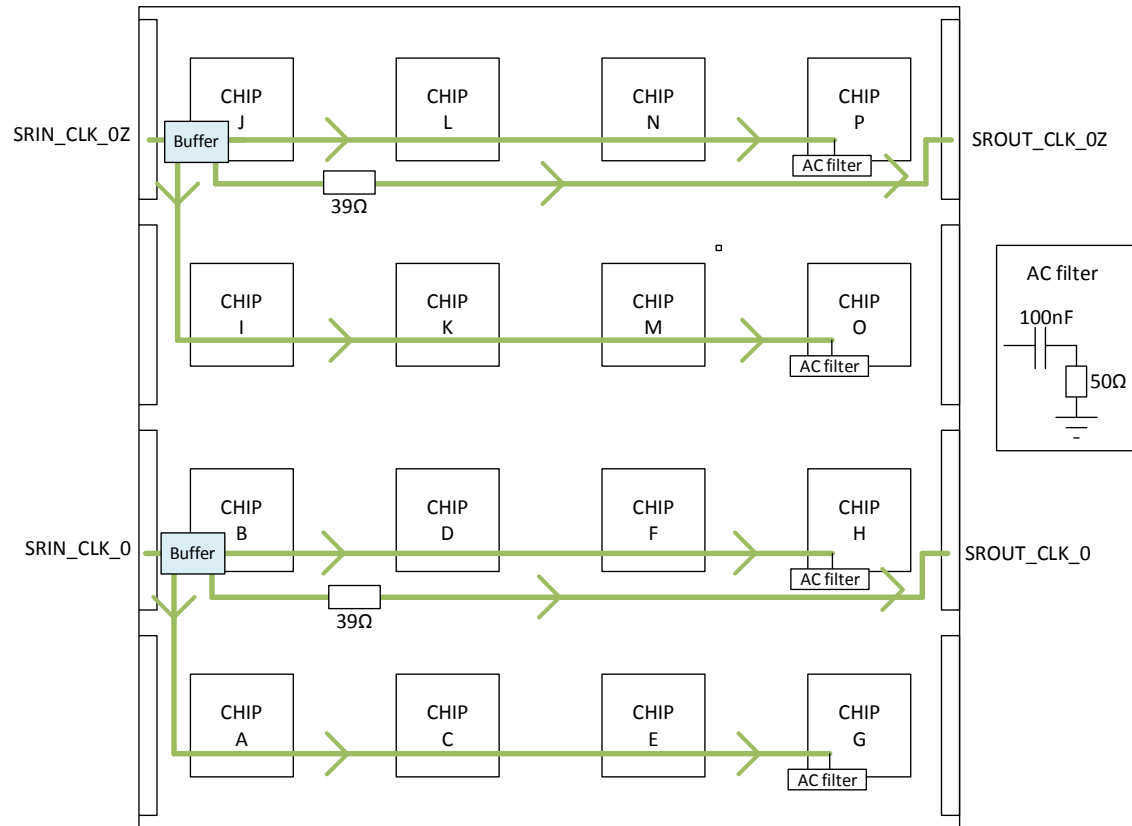 CHIP
J
CHIP
L
CHIP
N
CHIP
P
SRIN_CLK_0Z
Buffer
SROUT_CLK_0Z
AC filter
39Ω
CHIP
I
CHIP
K
CHIP
M
CHIP
O
AC filter
AC filter
100nF
50Ω
CHIP
B
CHIP
D
CHIP
F
CHIP
H
SRIN_CLK_0
Buffer
SROUT_CLK_0
AC filter
39Ω
CHIP
A
CHIP
C
CHIP
E
CHIP
G
AC filter